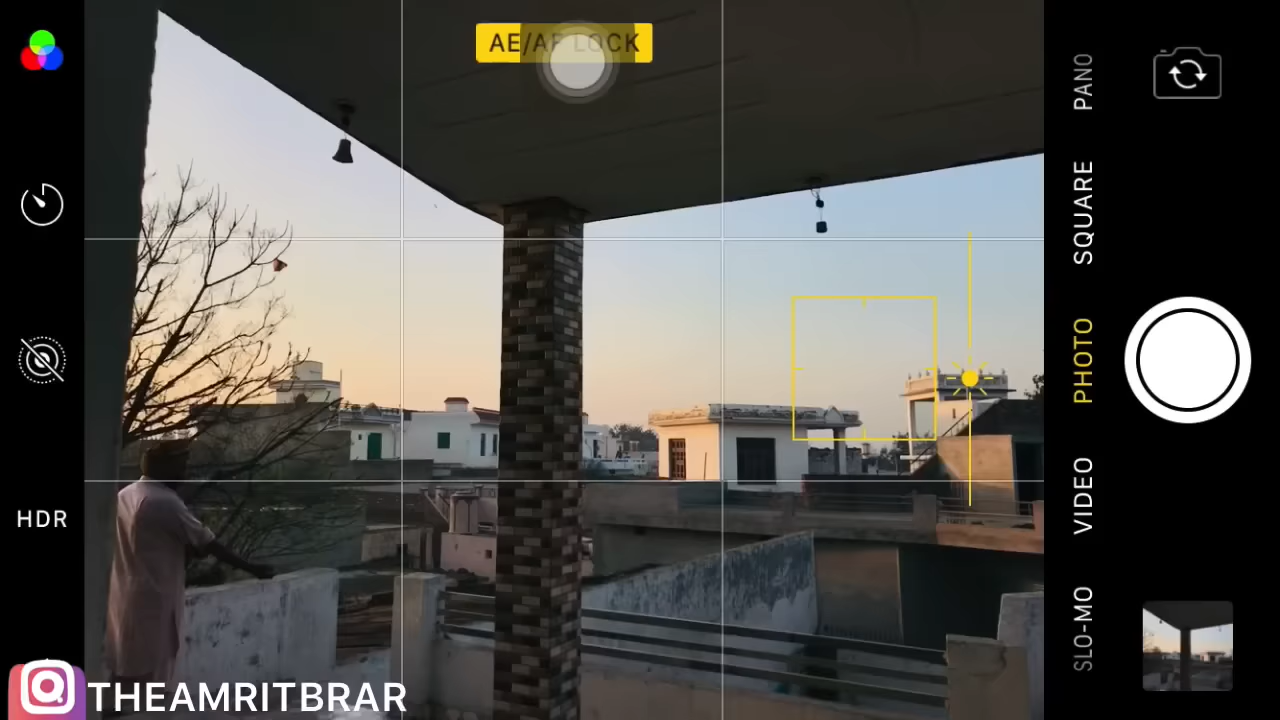 AE/AF LOCK
HDR
PANO
SQUARE
PHOTO
VIDEO
SLO-MO
THEAMRITBRAR